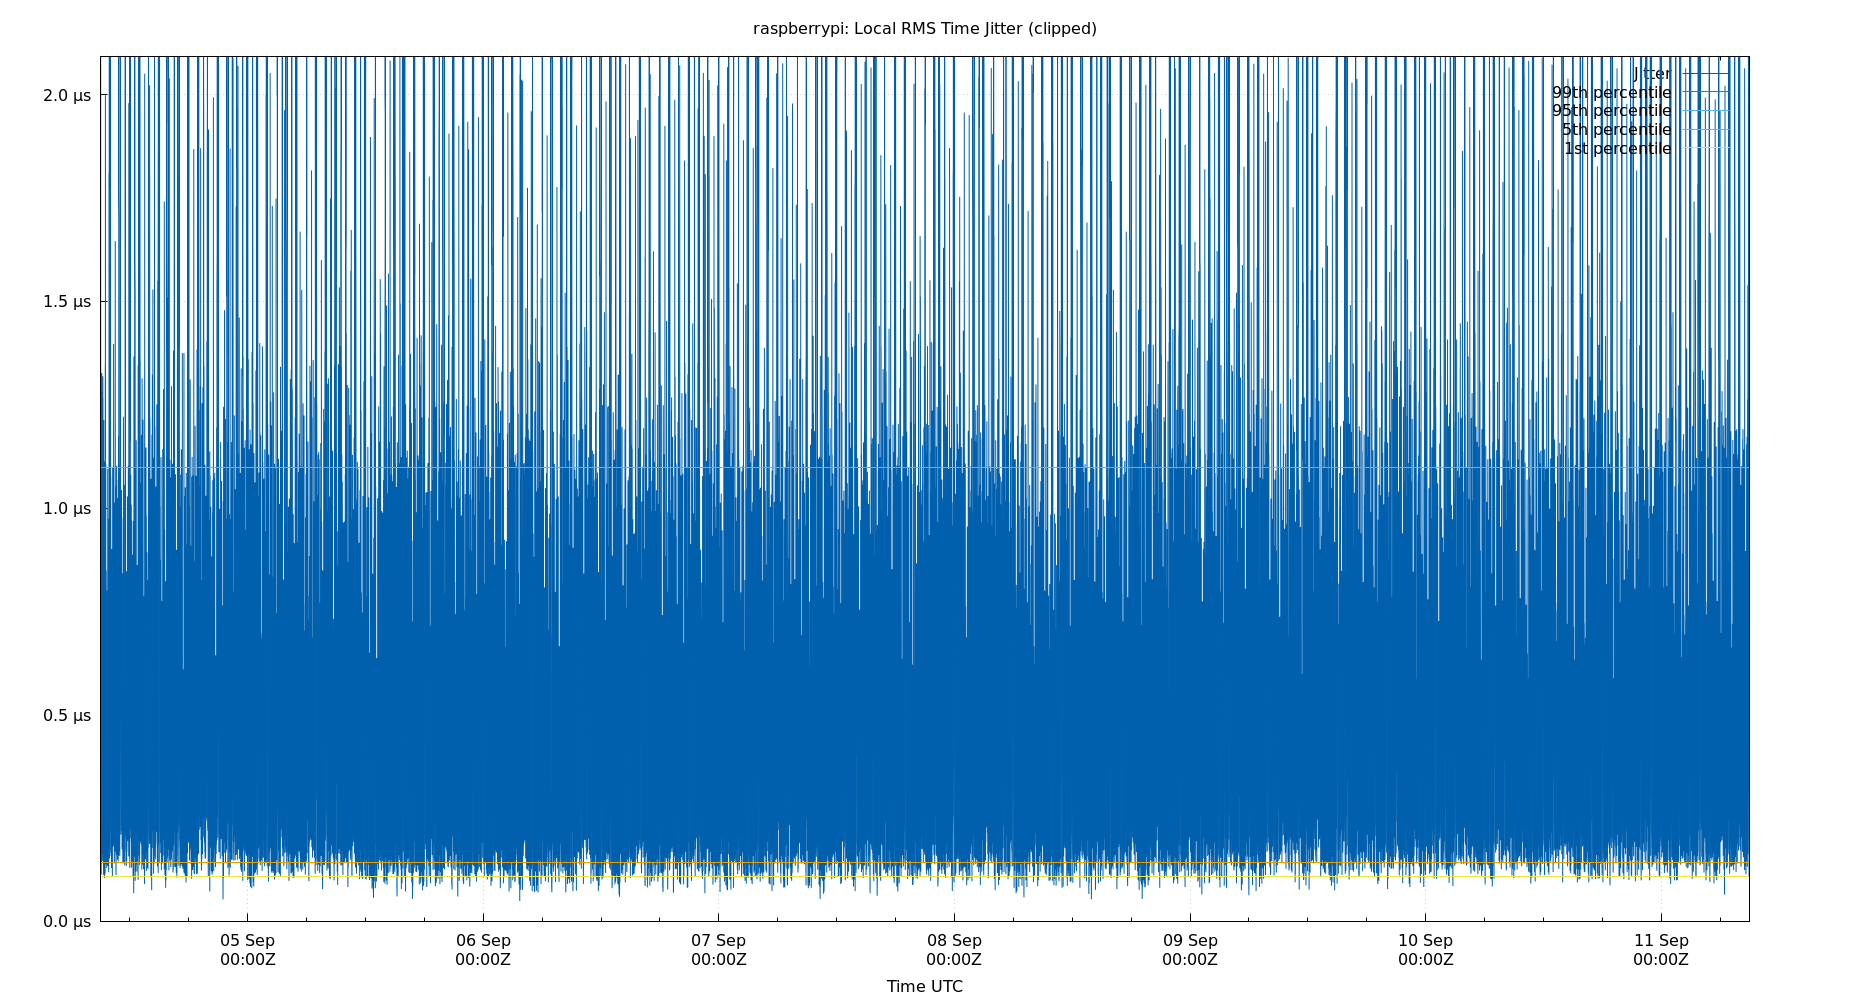 raspberrypi: Local RMS Time Jitter (clipped)
2.0 µs
1.5 µs
1.0 µs
0.5 µs
0.0 µs
Jitter
99th percentile
95th percentile
5th percentile
1st percentile
05 Sep
00:00Z
06 Sep
00:00Z
07 Sep
00:00Z
08 Sep
00:00Z
09 Sep
00:00Z
10 Sep
00:00Z
11 Sep
00:00Z
Time UTC